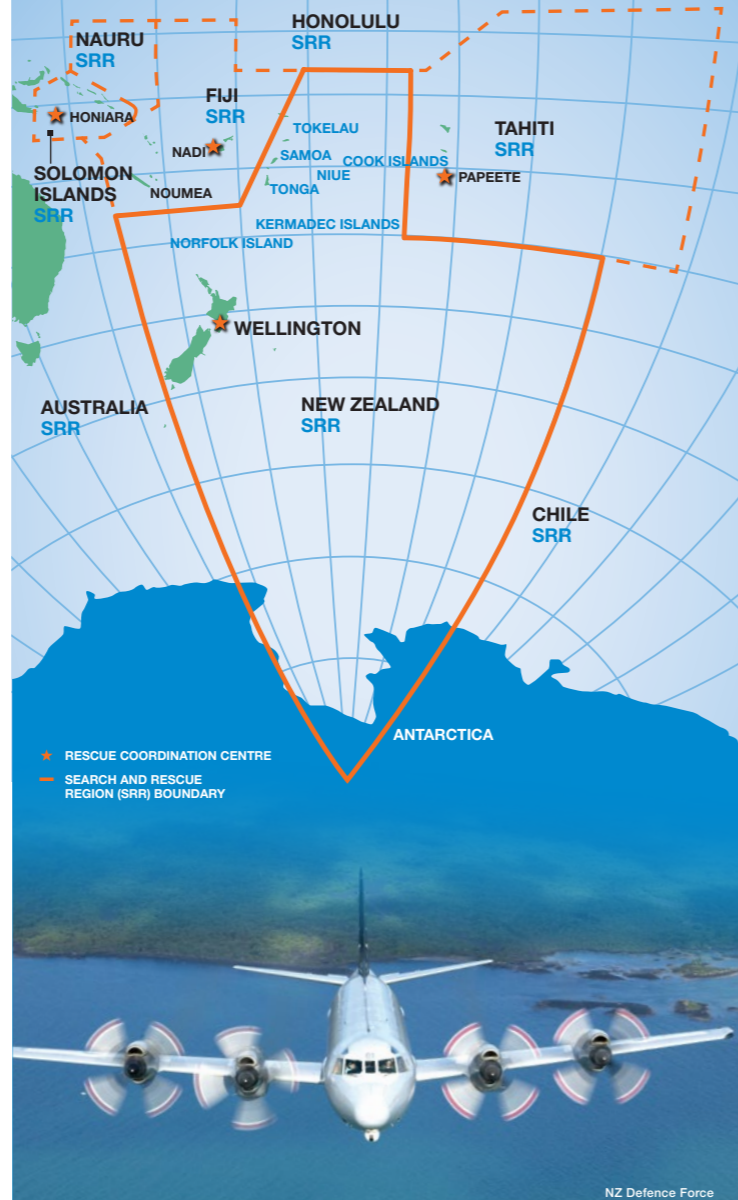 HONOLULU
SRR
NAURU
SRR
FIJI
SRR
HONIARA
TOKELAU
TAHITI
SRR
NADI
SAMOA
COOK ISLANDS
NIUE
PAPEETE
SOLOMON
ISLANDS
SRR
TONGA
NOUMEA
KERMADEC ISLANDS
NORFOLK ISLAND
WELLINGTON
AUSTRALIA
SRR
NEW ZEALAND
SRR
CHILE
SRR
ANTARCTICA
RESCUE COORDINATION CENTRE
SEARCH AND RESCUE
REGION (SRR) BOUNDARY
NZ Defence Force